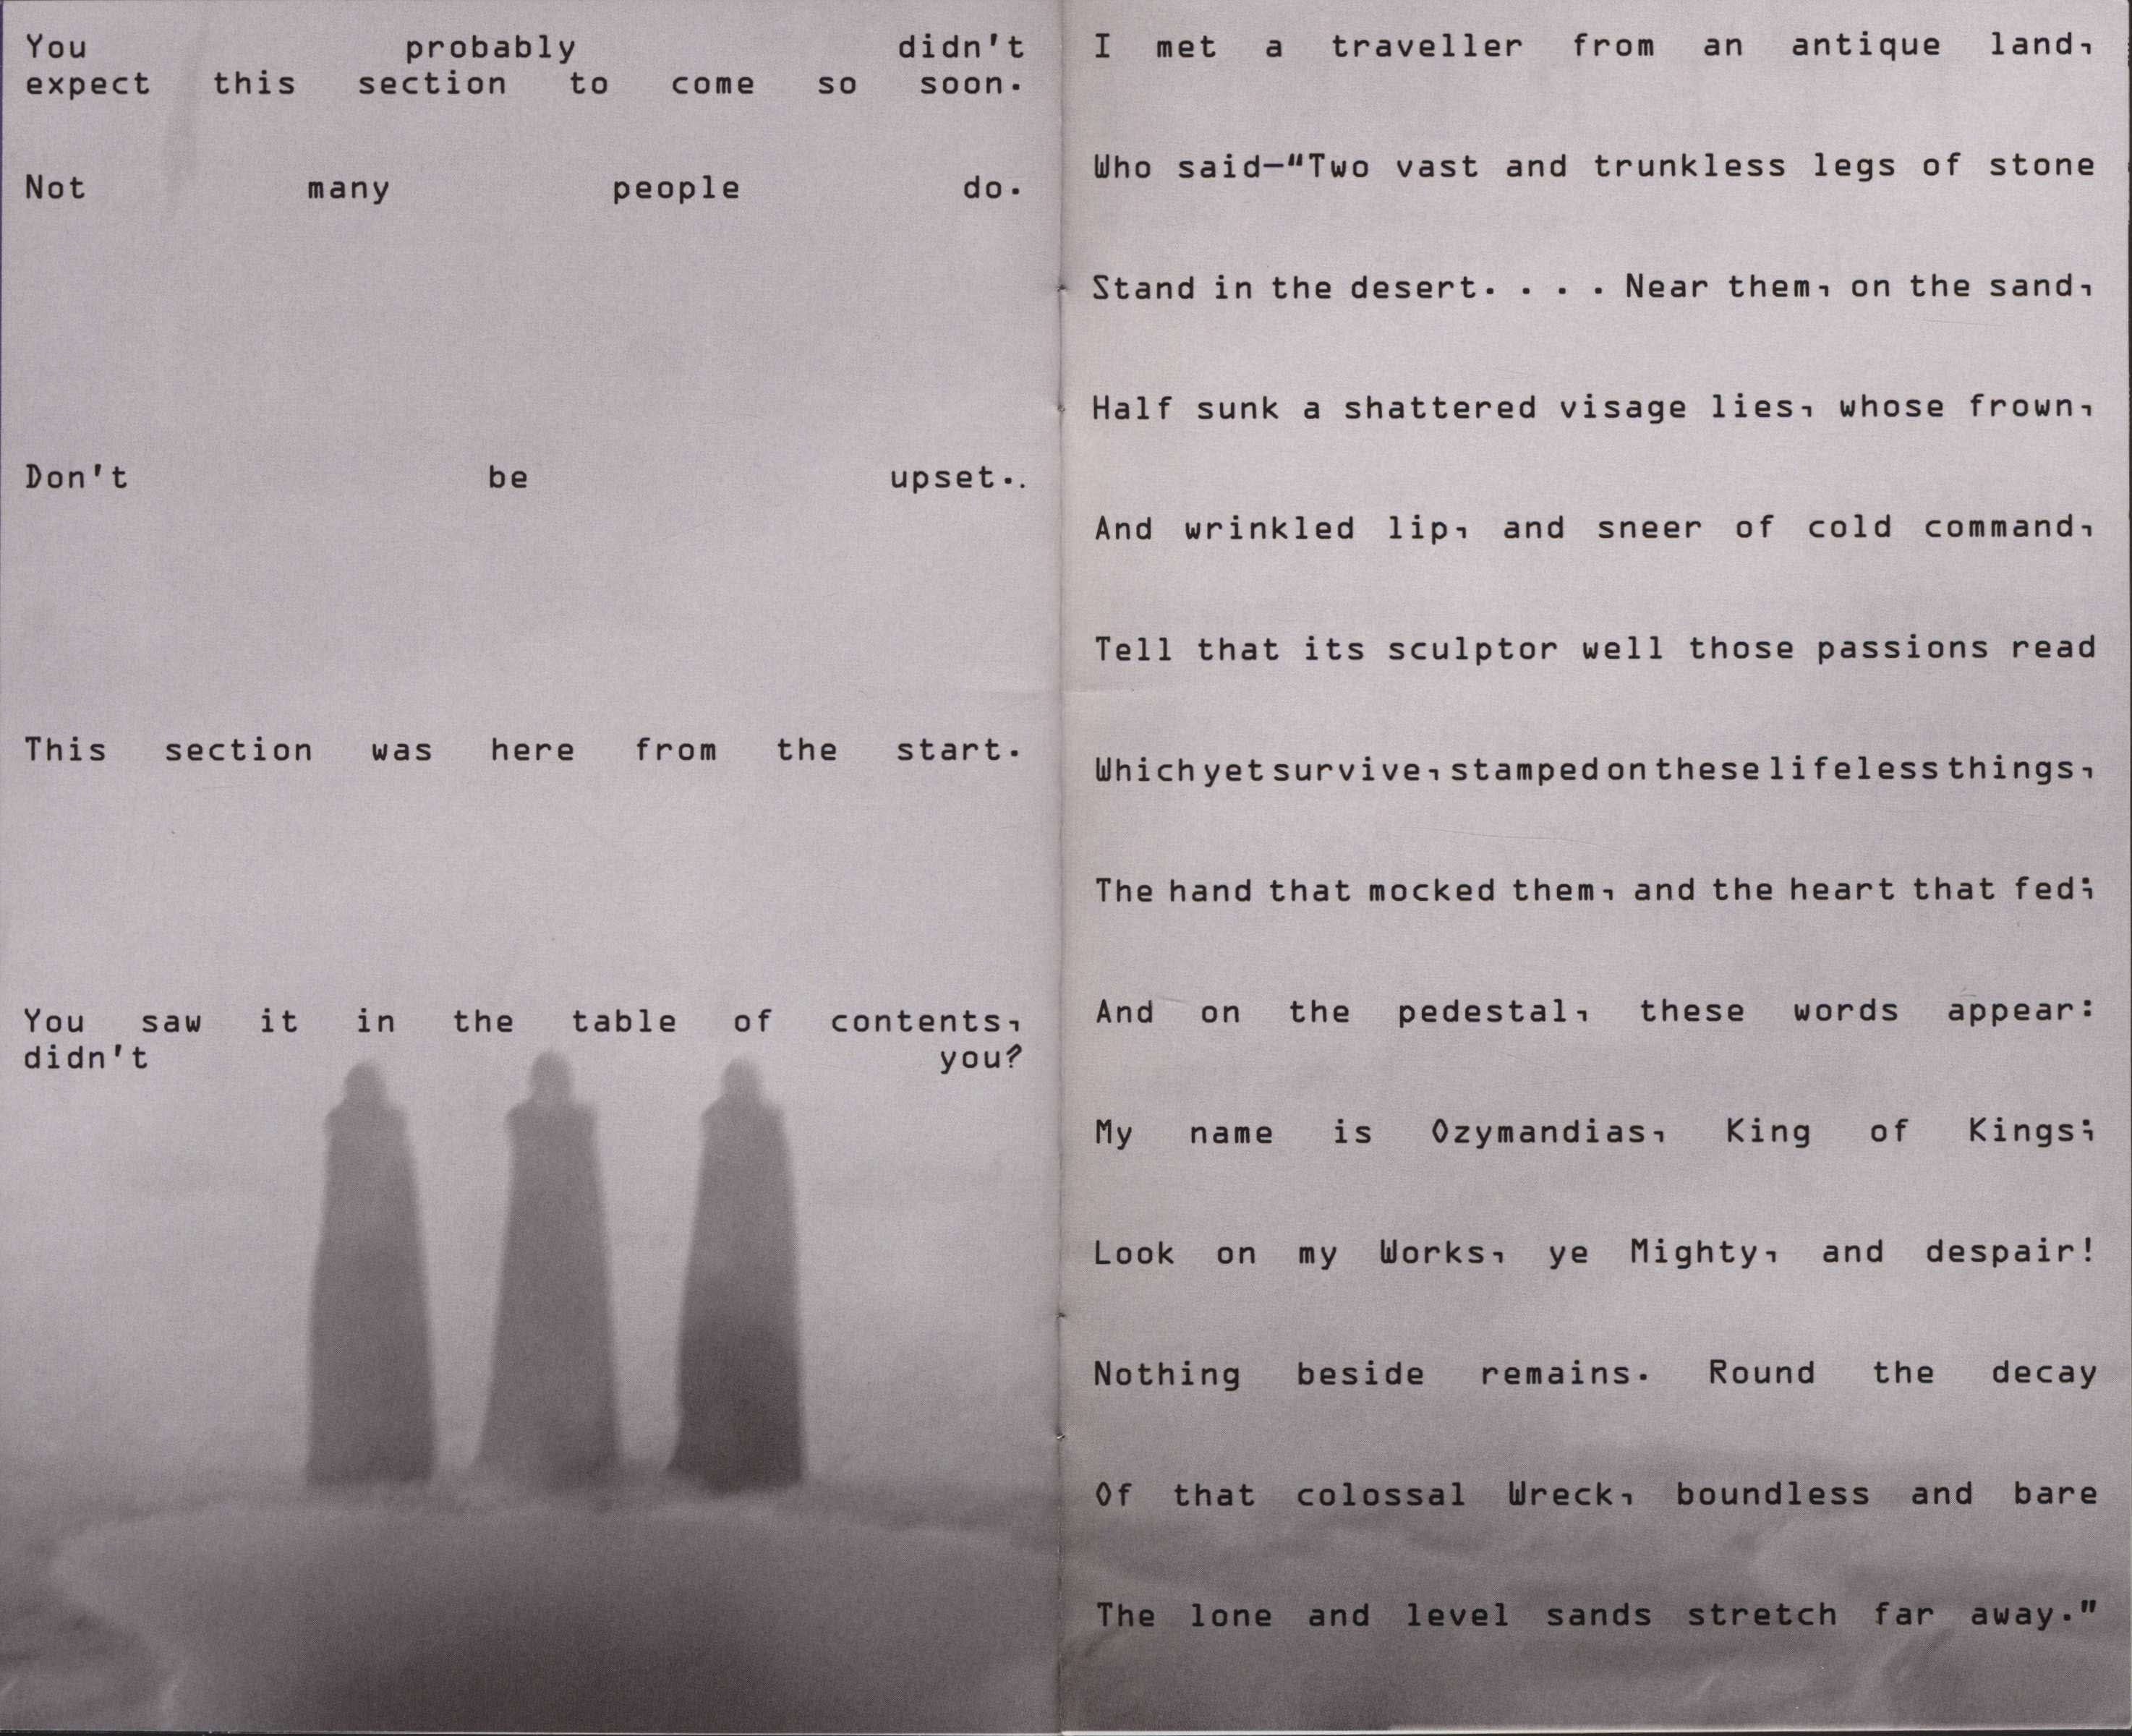 You probably didn't
expect this section to come so soon.
Not many people do.
Don't be upset..
This section was here from the start.
You saw it in the table of contents,
didn't you?
I met a traveller from an antique land,
Who said—"Two vast and trunkless legs of stone
Stand in the desert. . . . Near them, on the sand,
Half sunk a shattered visage lies, whose frown,
And wrinkled lip, and sneer of cold command,
Tell that its sculptor well those passions read
Which yet survive, stamped on these lifeless things,
The hand that mocked them, and the heart that fed;
And on the pedestal, these words appear:
My name is Ozymandias, King of Kings;
Look on my Works, ye Mighty, and despair!
Nothing beside remains. Round the decay
Of that colossal Wreck, boundless and bare
The lone and level sands stretch far away."